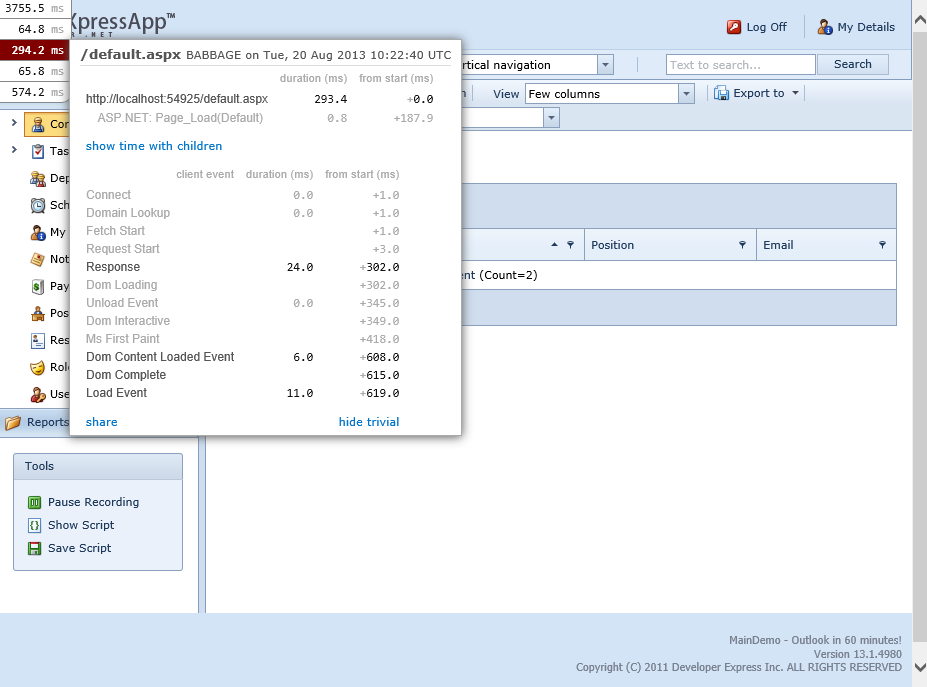 3755.5 ms
64.8 ms
294.2 ms
65.8 ms
574.2 ms
XpressApp™
Log Off
My Details
/default.aspx BABBAGE on Tue, 20 Aug 2013 10:22:40 UTC
duration (ms) from start (ms)
http://localhost:54925/default.aspx 293.4 +0.0
ASP.NET: Page_Load(Default) 0.8 +187.9
show time with children
client event duration (ms) from start (ms)
Connect 0.0 +1.0
Domain Lookup 0.0 +1.0
Fetch Start +1.0
Request Start +3.0
Response 24.0 +302.0
Dom Loading +302.0
Unload Event 0.0 +345.0
Dom Interactive +349.0
Ms First Paint +418.0
Dom Content Loaded Event 6.0 +608.0
Dom Complete +615.0
Load Event 11.0 +619.0
share hide trivial
rtical navigation
Text to search...
Search
View Few columns
Export to
Position
Email
nt (Count=2)
Co
Tas
Dep
Sch
My
Not
Pay
Pos
Res
Role
Use
Reports
Tools
Pause Recording
Show Script
Save Script
MainDemo - Outlook in 60 minutes!
Version 13.1.4980
Copyright (C) 2011 Developer Express Inc. ALL RIGHTS RESERVED